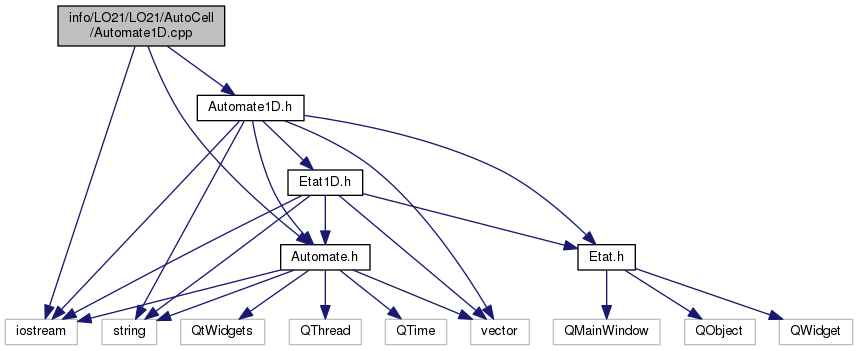 info/LO21/LO21/AutoCell
/Automate1D.cpp
Automate1D.h
Etat1D.h
Automate.h
Etat.h
iostream
string
QtWidgets
QThread
QTime
vector
QMainWindow
QObject
QWidget